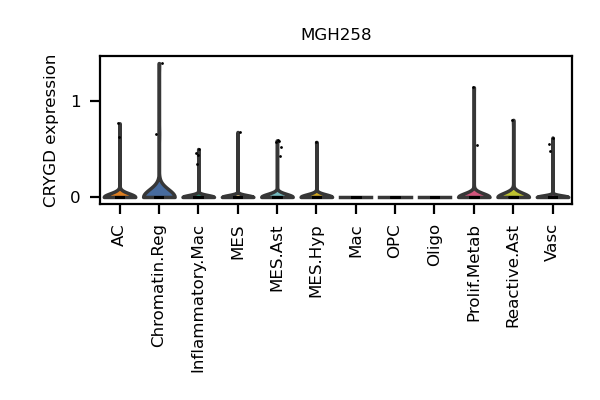 MGH258
CRYGD expression
1
0
AC
Chromatin.Reg
Inflammatory.Mac
MES
MES.Ast
MES.Hyp
Mac
OPC
Oligo
Prolif.Metab
Reactive.Ast
Vasc